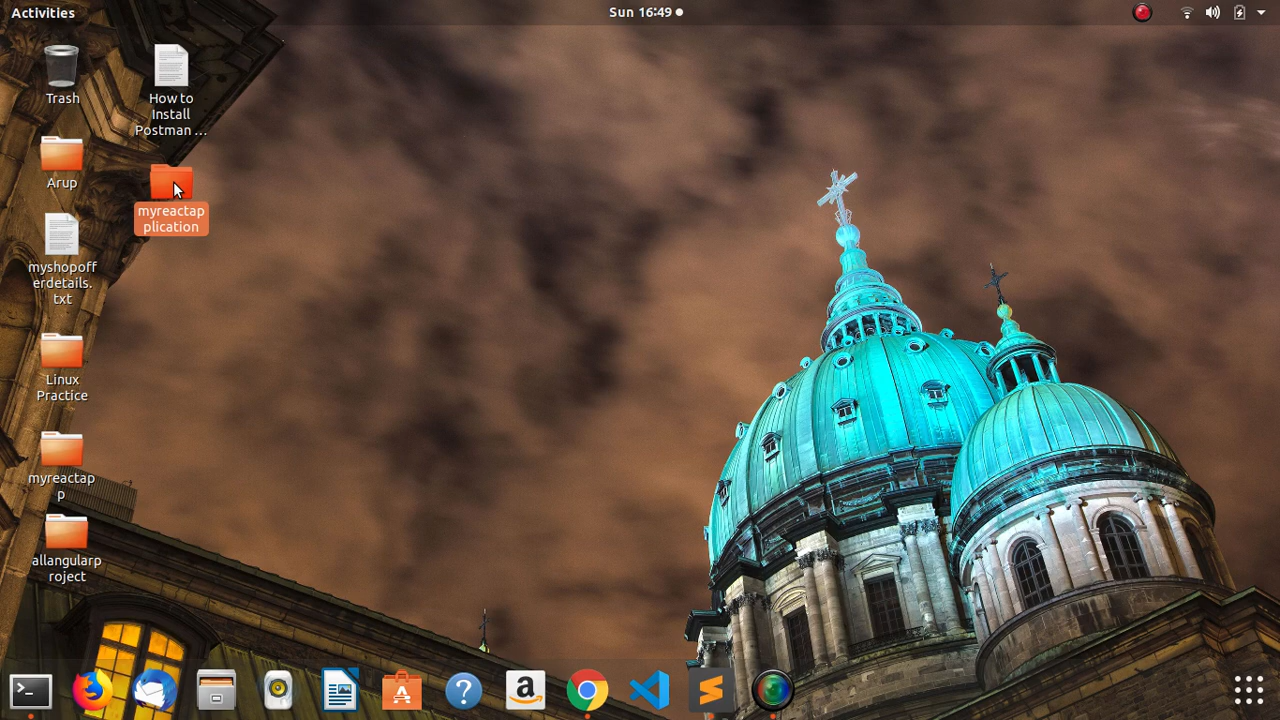 Activities
Sun 16:49
Trash
How to
Install
Postman ...
Arup
myreactap
plication
myshopoff
erdetails.
txt
Linux
Practice
myreactap
p
allangularp
roject
>_
?
a